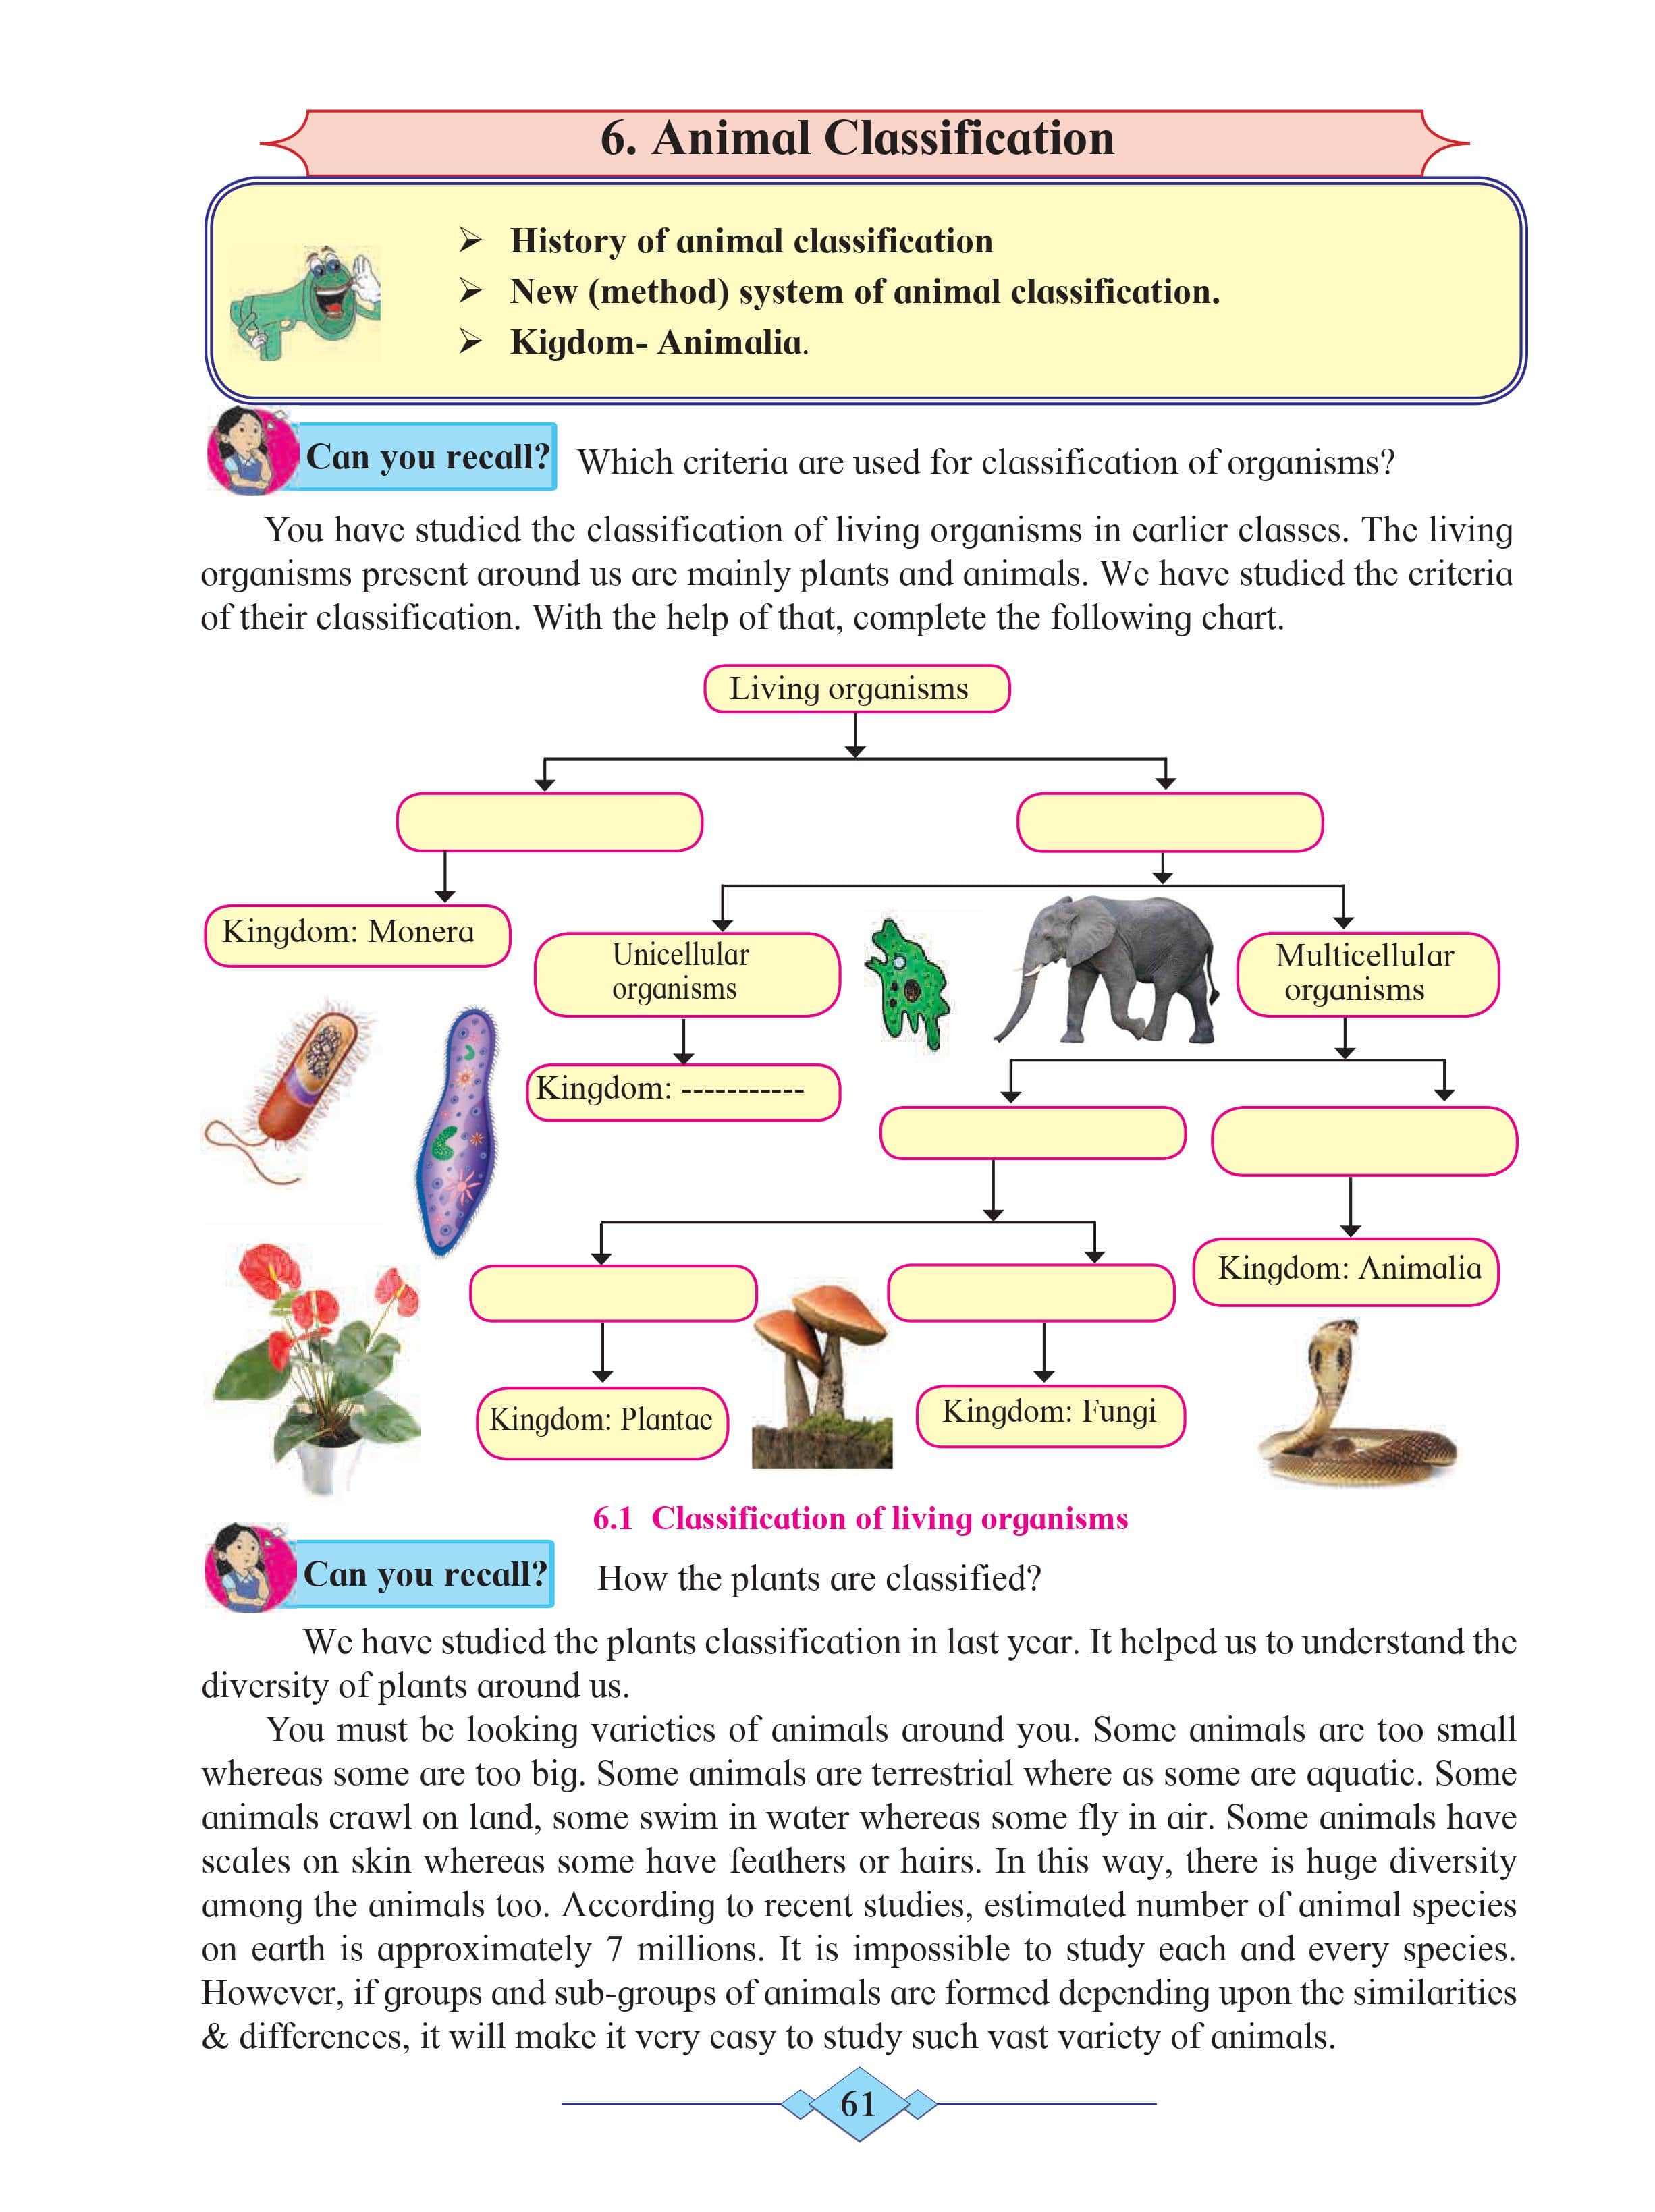 6. Animal Classification
➢ History of animal classification
➢ New (method) system of animal classification.
➢ Kigdom- Animalia.
Can you recall? Which criteria are used for classification of organisms?
You have studied the classification of living organisms in earlier classes. The living
organisms present around us are mainly plants and animals. We have studied the criteria
of their classification. With the help of that, complete the following chart.
Living organisms
Kingdom: Monera
Unicellular
organisms
Multicellular
organisms
Kingdom: -----------
Kingdom: Animalia
Kingdom: Plantae
Kingdom: Fungi
6.1 Classification of living organisms
Can you recall? How the plants are classified?
We have studied the plants classification in last year. It helped us to understand the
diversity of plants around us.
You must be looking varieties of animals around you. Some animals are too small
whereas some are too big. Some animals are terrestrial where as some are aquatic. Some
animals crawl on land, some swim in water whereas some fly in air. Some animals have
scales on skin whereas some have feathers or hairs. In this way, there is huge diversity
among the animals too. According to recent studies, estimated number of animal species
on earth is approximately 7 millions. It is impossible to study each and every species.
However, if groups and sub-groups of animals are formed depending upon the similarities
& differences, it will make it very easy to study such vast variety of animals.
61